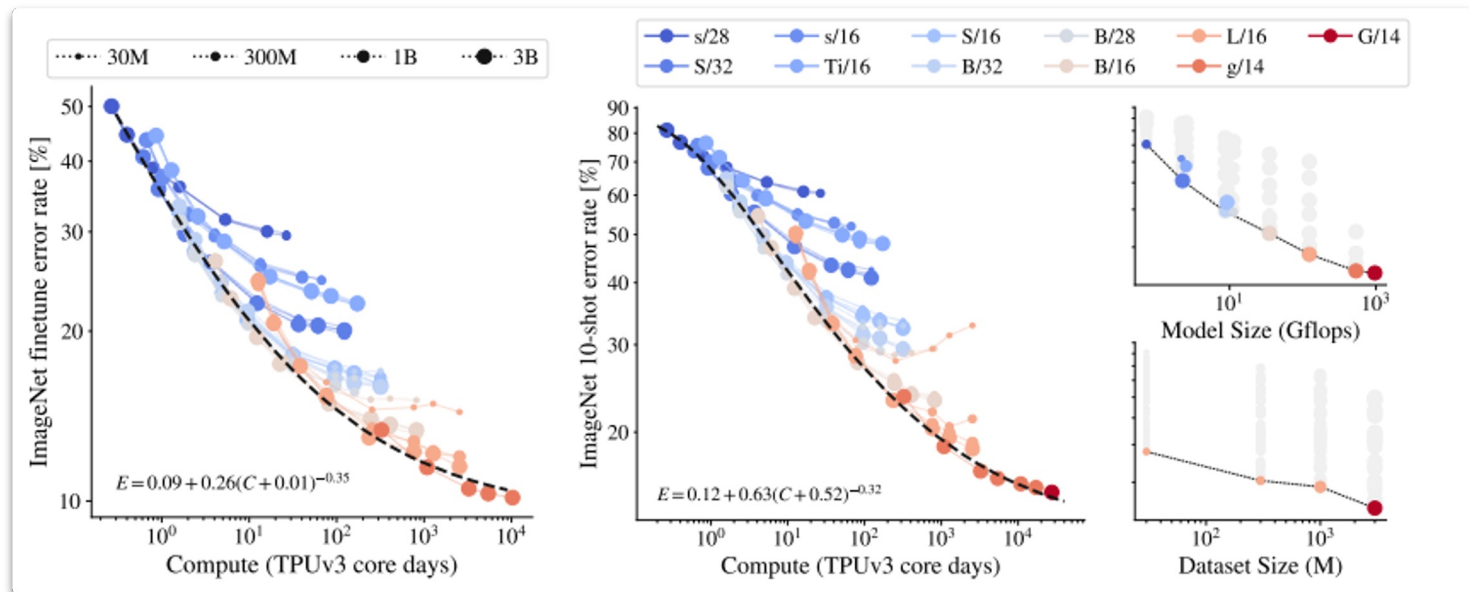 30M 300M 1B 3B
s/28 s/16 S/16 B/28 L/16 G/14
S/32 Ti/16 B/32 B/16 g/14
ImageNet finetune error rate [%]
50
40
30
20
10
E = 0.09 + 0.26(C + 0.01)^{-0.35}
10^0 10^1 10^2 10^3 10^4
Compute (TPUv3 core days)
ImageNet 10-shot error rate [%]
90
80
70
60
50
40
30
20
E = 0.12 + 0.63(C + 0.52)^{-0.32}
10^0 10^1 10^2 10^3 10^4
Compute (TPUv3 core days)
10^1 10^3
Model Size (Gflops)
10^2 10^3
Dataset Size (M)